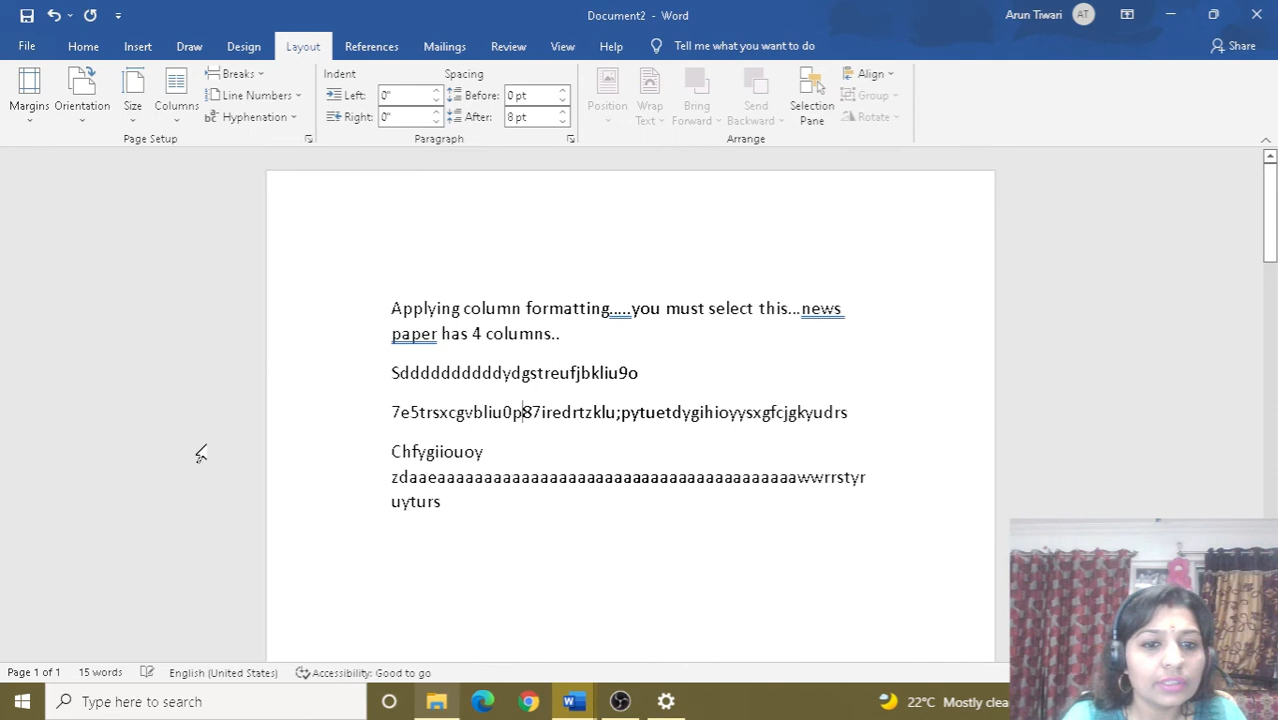 Document2 - Word
Arun Tiwari AT
File Home Insert Draw Design Layout References Mailings Review View Help Tell me what you want to do Share
Margins Orientation Size Columns
Breaks
Line Numbers
Hyphenation
Page Setup
Indent Spacing
Left: 0" Before: 0 pt
Right: 0" After: 8 pt
Paragraph
Position Wrap Text Bring Forward Send Backward Selection Pane
Align
Group
Rotate
Arrange
Applying column formatting.....you must select this...news
paper has 4 columns..
Sddddddddddydgstreufjbkliu9o
7e5trsxcgvbliu0p87iredrtzklu;pytuetdygihioyysxgfcjgkyudrs
Chfygiiouoy
zdaaeaaaaaaaaaaaaaaaaaaaaaaaaaaaaaaaaaaaaaaawwrrstyr
uyturs
Page 1 of 1 15 words English (United States) Accessibility: Good to go
Type here to search
22°C Mostly clea